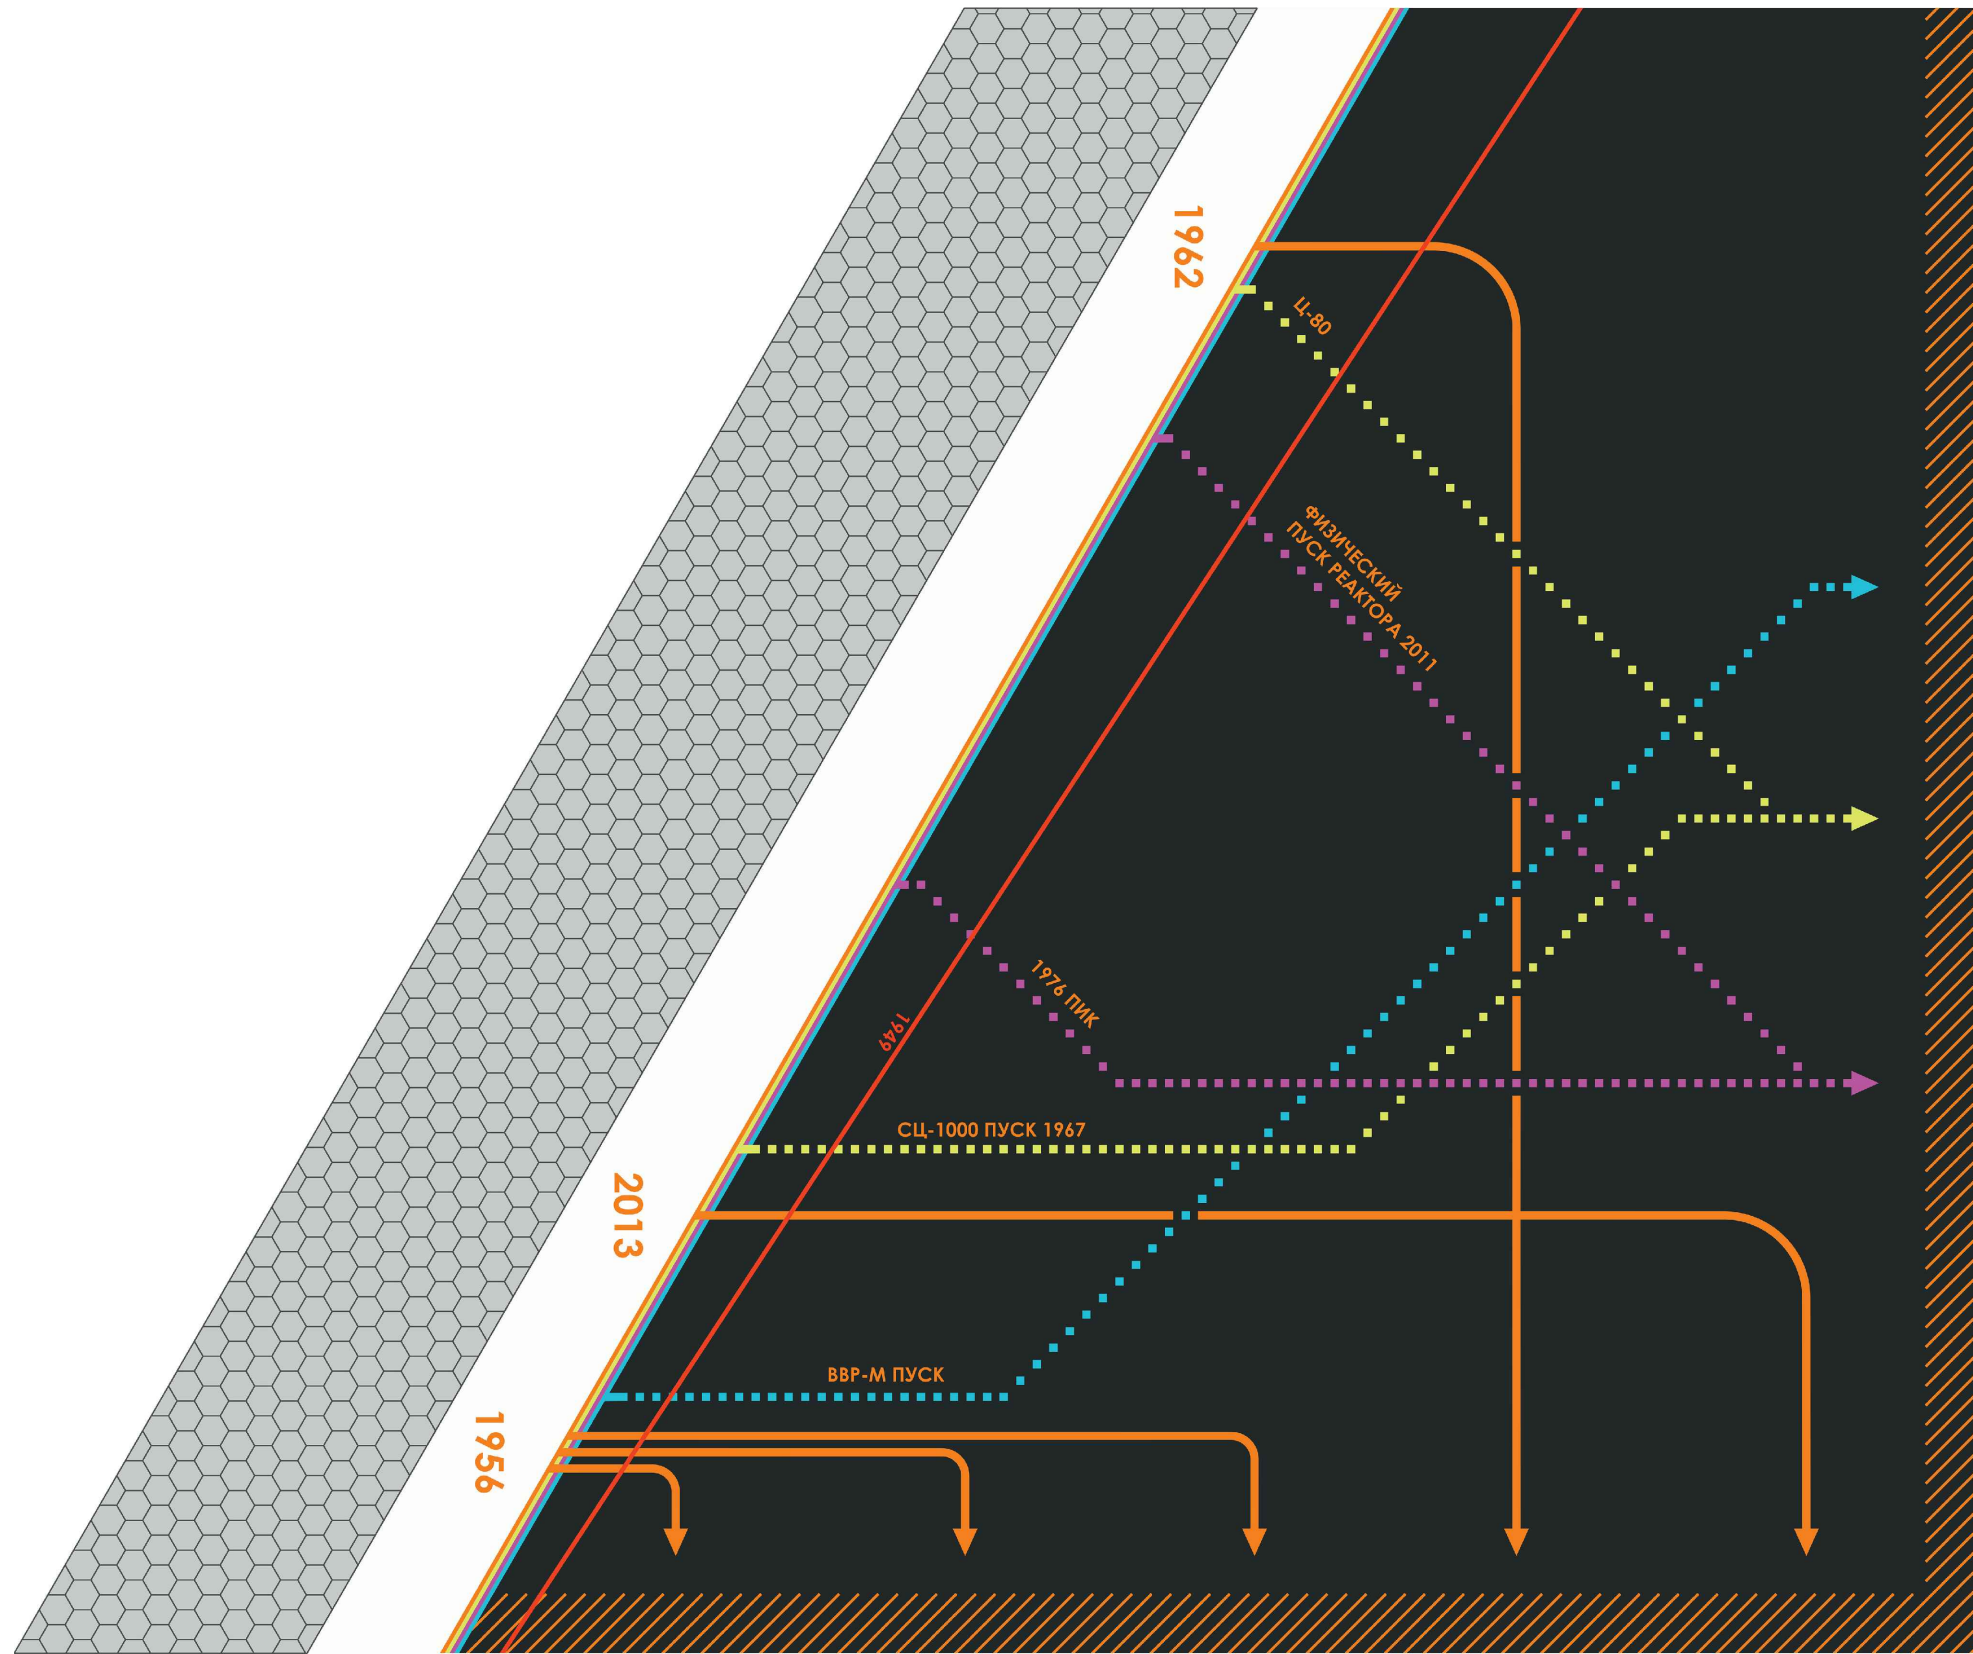 1962
Ц-80
ФИЗИЧЕСКИЙ
ПУСК РЕАКТОРА 2011
1976 ПИК
1949
СЦ-1000 ПУСК 1967
2013
ВВР-М ПУСК
1956